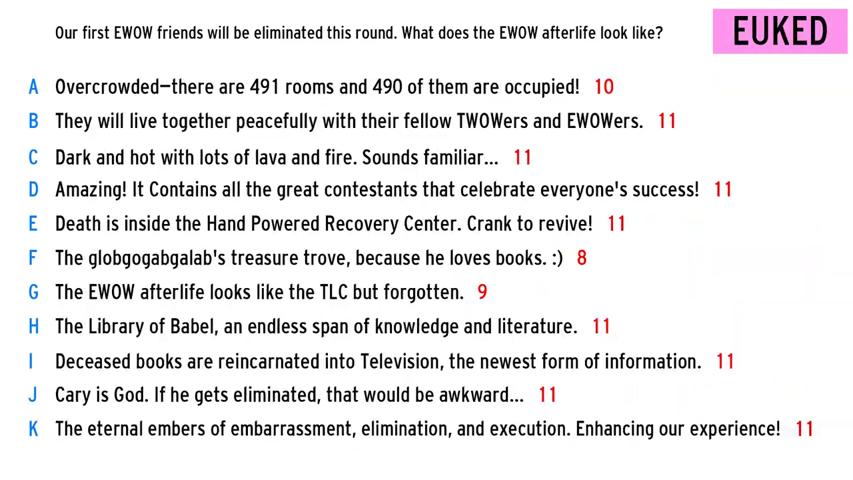 Our first EWOW friends will be eliminated this round. What does the EWOW afterlife look like?
EUKED
A Overcrowded—there are 491 rooms and 490 of them are occupied! 10
B They will live together peacefully with their fellow TWOWers and EWOWers. 11
C Dark and hot with lots of lava and fire. Sounds familiar... 11
D Amazing! It Contains all the great contestants that celebrate everyone's success! 11
E Death is inside the Hand Powered Recovery Center. Crank to revive! 11
F The globgogabgalab's treasure trove, because he loves books. :) 8
G The EWOW afterlife looks like the TLC but forgotten. 9
H The Library of Babel, an endless span of knowledge and literature. 11
I Deceased books are reincarnated into Television, the newest form of information. 11
J Cary is God. If he gets eliminated, that would be awkward... 11
K The eternal embers of embarrassment, elimination, and execution. Enhancing our experience! 11